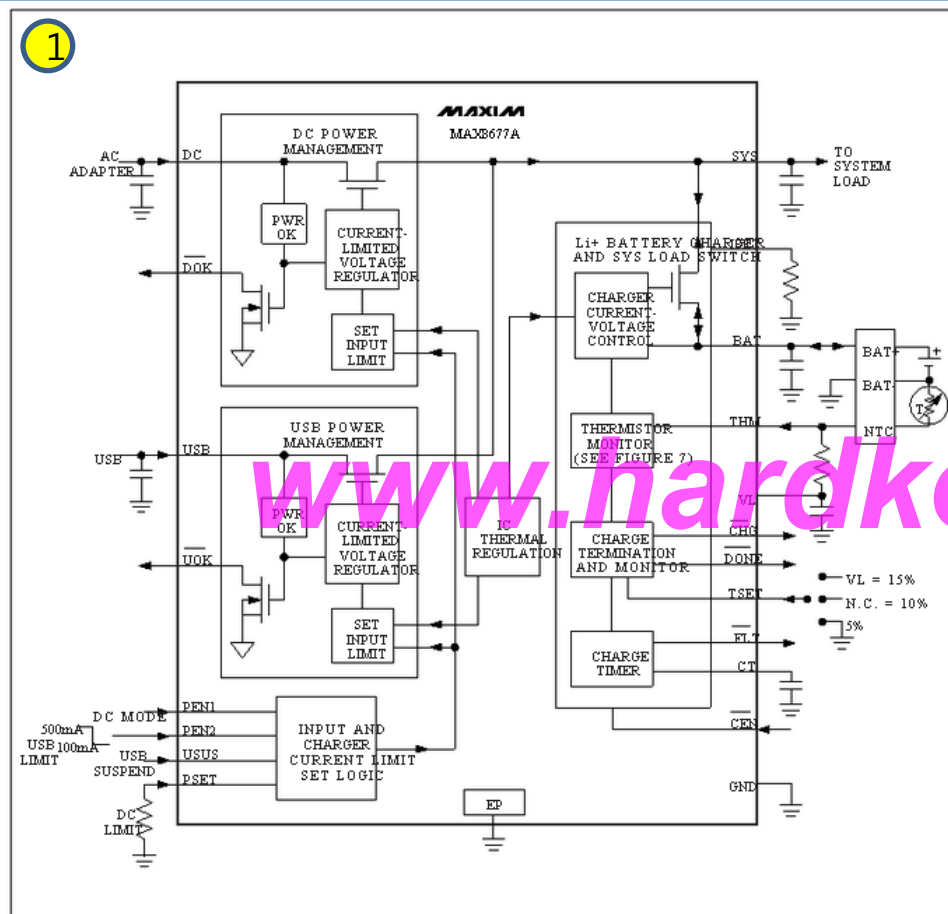 1
MAXIM
MAX8677A
DC POWER
MANAGEMENT
AC
ADAPTER
DC
SYS
TO
SYSTEM
LOAD
PWR
OK
CURRENT-
LIMITED
VOLTAGE
REGULATOR
Li+ BATTERY CHARGER
AND SYS LOAD SWITCH
DOK
CHARGER
CURRENT-
VOLTAGE
CONTROL
SET
INPUT
LIMIT
BAT
BAT+
+
BAT-
T
USB POWER
MANAGEMENT
THERMISTOR
MONITOR
(SEE FIGURE 7)
THM
NTC
USB
USB
www.hardke
VL
PWR
OK
CURRENT-
LIMITED
VOLTAGE
REGULATOR
IC
THERMAL
REGULATION
CHARGE
TERMINATION
AND MONITOR
CHG
DONE
UOK
TSET
VL = 15%
N.C. = 10%
5%
SET
INPUT
LIMIT
CHARGE
TIMER
FLT
CT
DC MODE
PEN1
500mA
USB 100mA
LIMIT
PEN2
USB
SUSPEND
USUS
PSET
INPUT AND
CHARGER
CURRENT LIMIT
SET LOGIC
CEN
DC
LIMIT
EP
GND